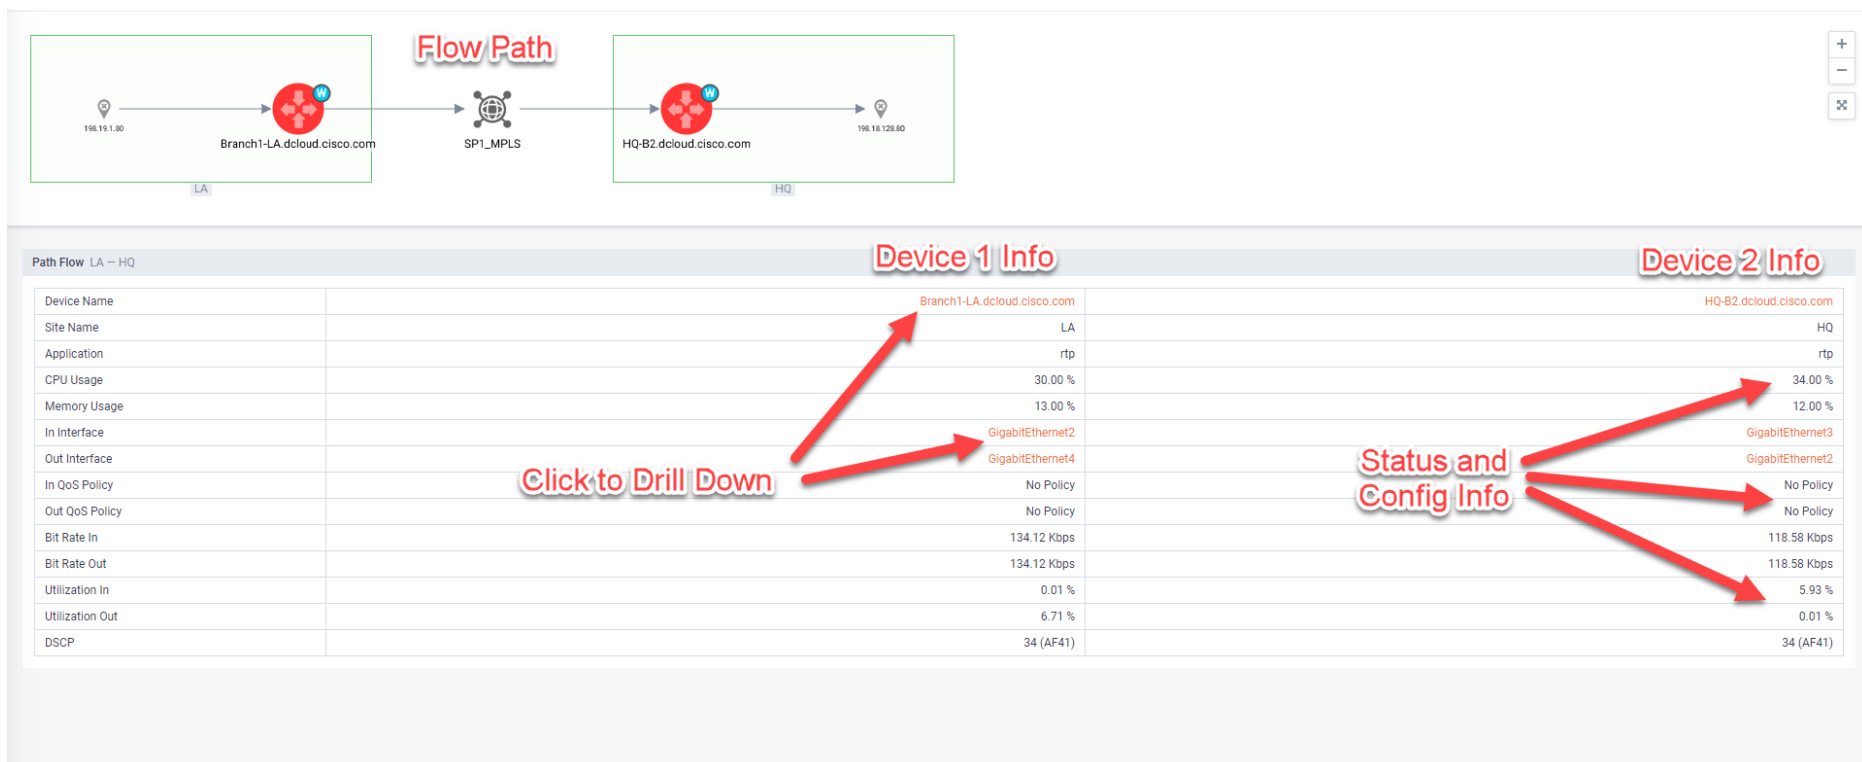 Flow Path
W
W
198.19.1.80
Branch1-LA.dcloud.cisco.com
SP1_MPLS
HQ-B2.dcloud.cisco.com
198.18.128.80
LA
HQ
Device 1 Info
Device 2 Info
Path Flow LA — HQ
Device Name Branch1-LA.dcloud.cisco.com HQ-B2.dcloud.cisco.com
Site Name LA HQ
Application rtp rtp
CPU Usage 30.00 % 34.00 %
Memory Usage 13.00 % 12.00 %
In Interface GigabitEthernet2 GigabitEthernet3
Out Interface GigabitEthernet4 GigabitEthernet2
Click to Drill Down
Status and
Config Info
In QoS Policy No Policy No Policy
Out QoS Policy No Policy No Policy
Bit Rate In 134.12 Kbps 118.58 Kbps
Bit Rate Out 134.12 Kbps 118.58 Kbps
Utilization In 0.01 % 5.93 %
Utilization Out 6.71 % 0.01 %
DSCP 34 (AF41) 34 (AF41)